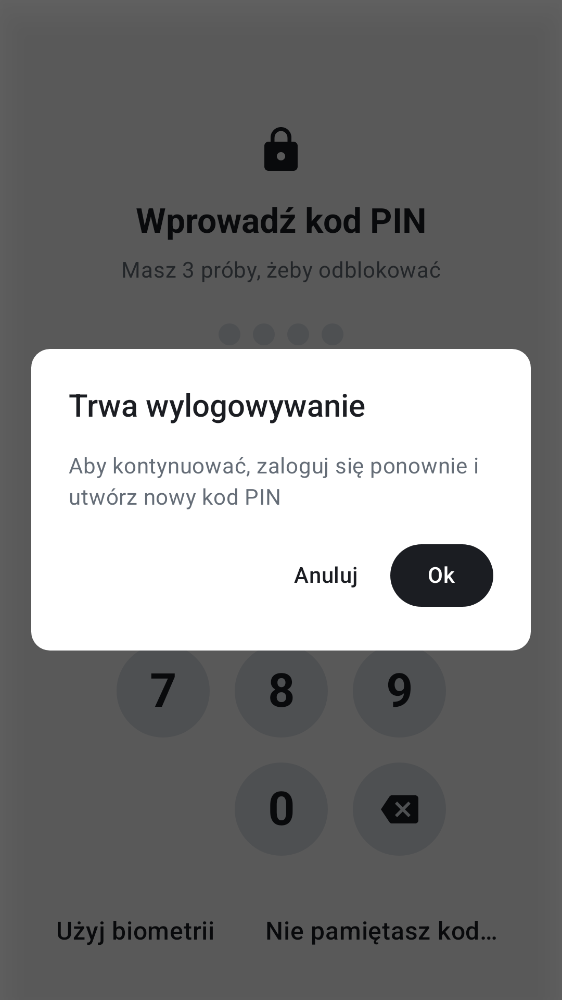 Wprowadź kod PIN
Masz 3 próby, żeby odblokować
Trwa wylogowywanie
Aby kontynuować, zaloguj się ponownie i
utwórz nowy kod PIN
Anuluj Ok
7 8 9
0
Użyj biometrii Nie pamiętasz kod...